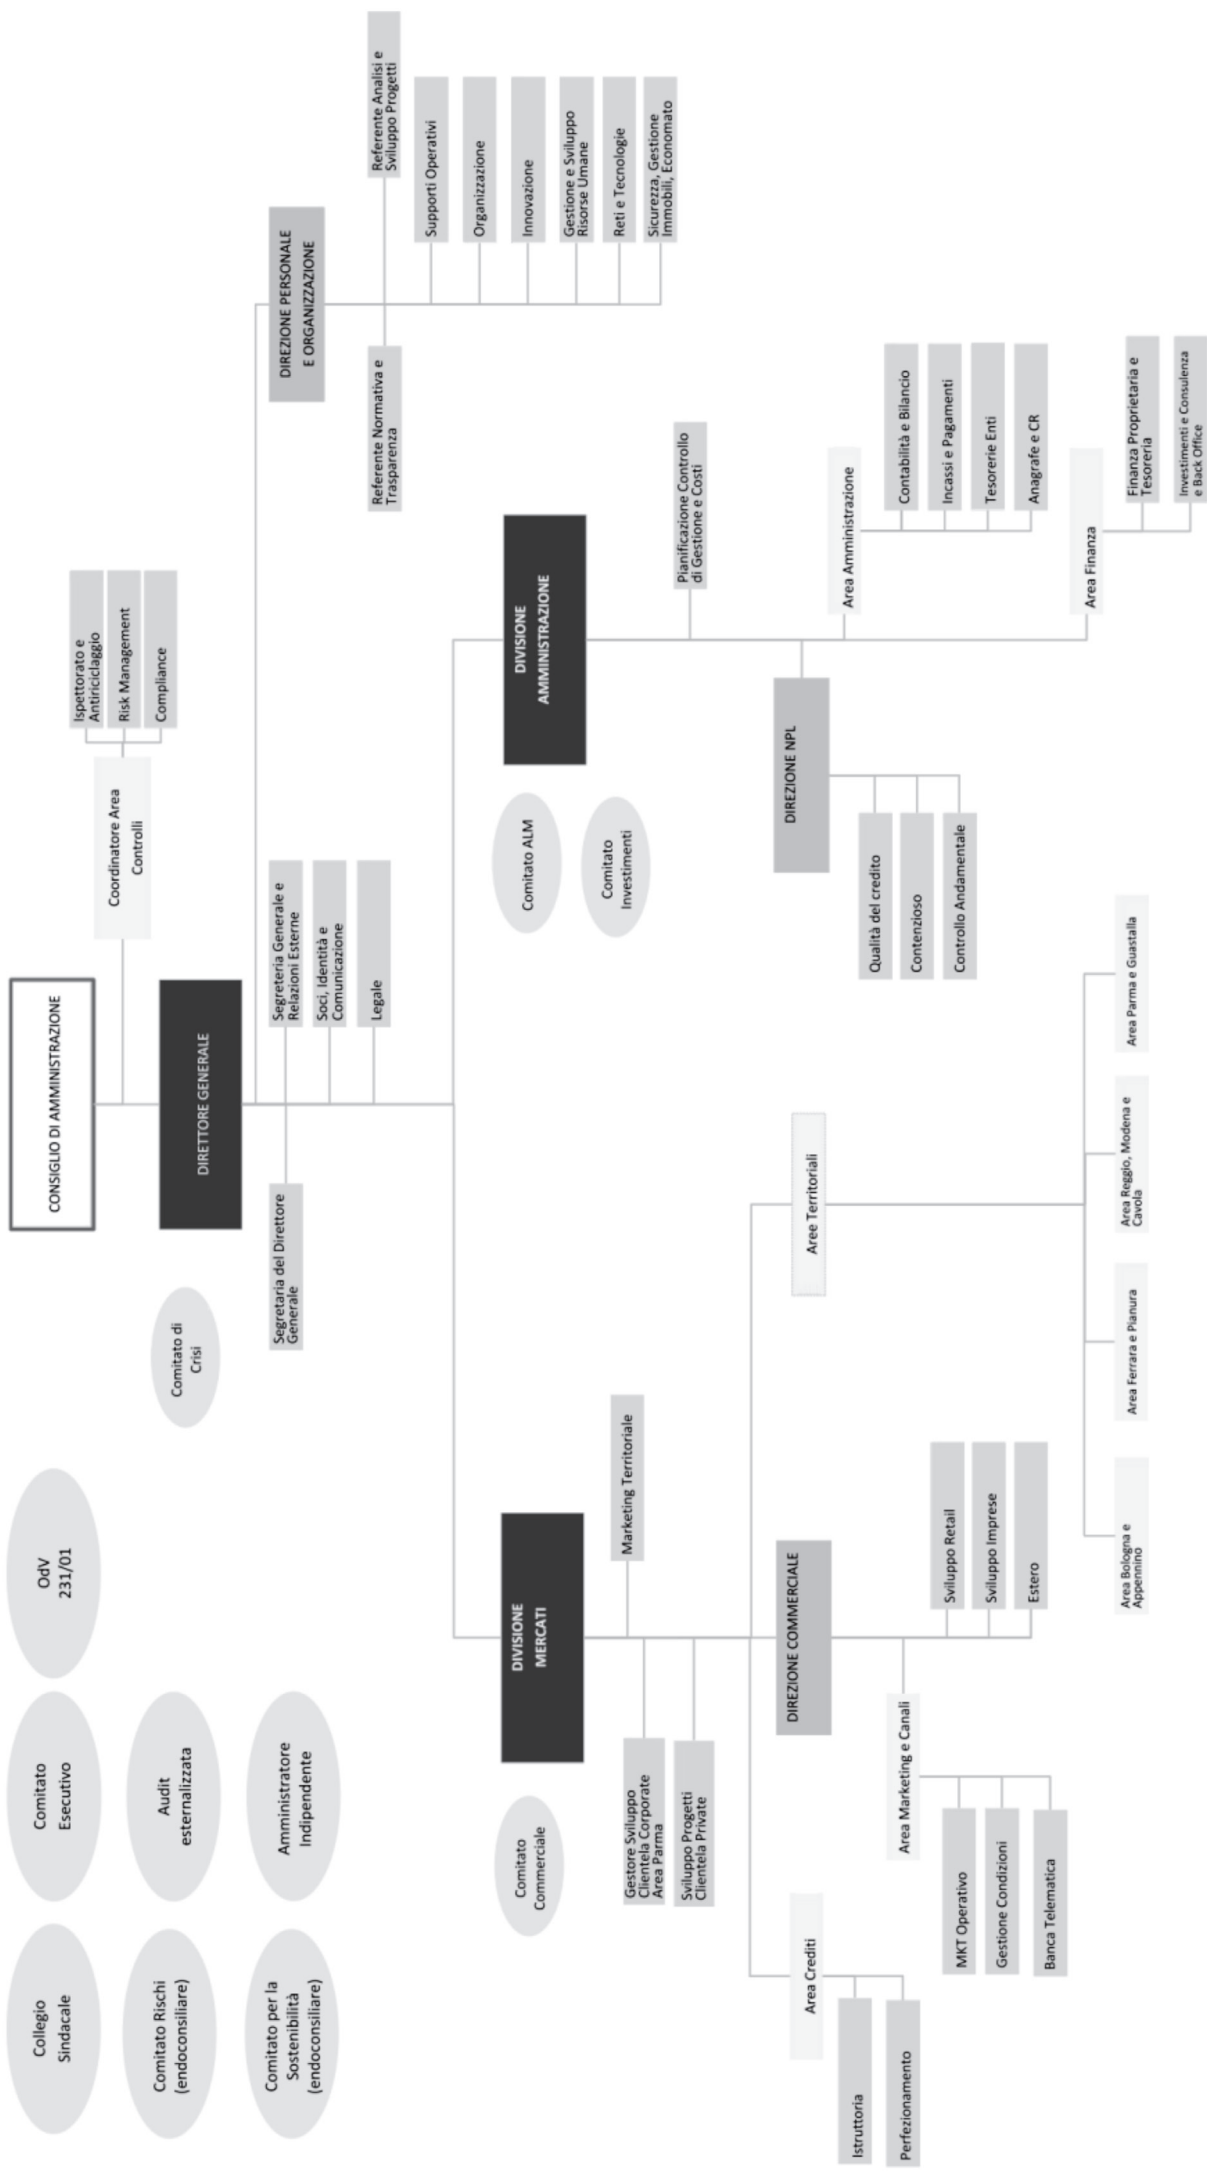 CONSIGLIO DI AMMINISTRAZIONE
Collegio
Sindacale
Comitato
Esecutivo
OdV
231/01
Comitato Rischi
(endoconsiliare)
Audit
esternalizzata
Comitato per la
Sostenibilità
(endoconsiliare)
Amministratore
Indipendente
Coordinatore Area
Controlli
Ispettorato e
Antiriciclaggio
Risk Management
Compliance
Comitato di
Crisi
DIRETTORE GENERALE
Segretaria del Direttore
Generale
Segreteria Generale e
Relazioni Esterne
Soci, Identità e
Comunicazione
Legale
DIREZIONE PERSONALE
E ORGANIZZAZIONE
Referente Normativa e
Trasparenza
Referente Analisi e
Sviluppo Progetti
Supporti Operativi
Organizzazione
Innovazione
Gestione e Sviluppo
Risorse Umane
Reti e Tecnologie
Sicurezza, Gestione
Immobili, Economato
Comitato
Commerciale
DIVISIONE
MERCATI
Marketing Territoriale
Gestore Sviluppo
Clientela Corporate
Area Parma
Sviluppo Progetti
Clientela Private
Area Crediti
Istruttoria
Perfezionamento
DIREZIONE COMMERCIALE
Area Marketing e Canali
MKT Operativo
Gestione Condizioni
Banca Telematica
Sviluppo Retail
Sviluppo Imprese
Estero
Aree Territoriali
Area Bologna e
Appennino
Area Ferrara e Pianura
Area Reggio, Modena e
Cavola
Area Parma e Guastalla
Comitato ALM
Comitato
Investimenti
DIVISIONE
AMMINISTRAZIONE
Pianificazione Controllo
di Gestione e Costi
DIREZIONE NPL
Qualità del credito
Contenzioso
Controllo Andamentale
Area Amministrazione
Contabilità e Bilancio
Incassi e Pagamenti
Tesorerie Enti
Anagrafe e CR
Area Finanza
Finanza Proprietaria e
Tesoreria
Investimenti e Consulenza
e Back Office